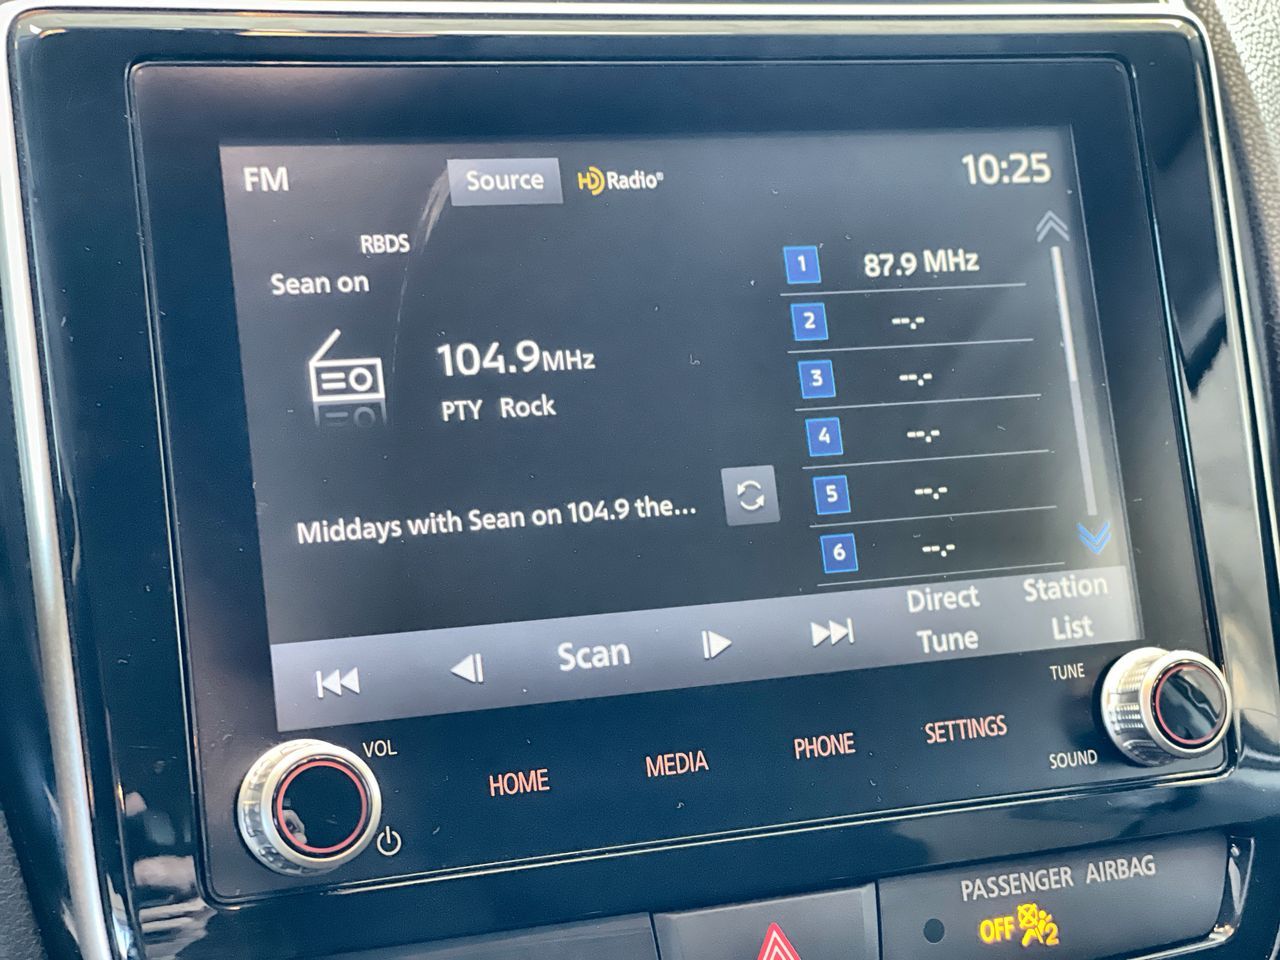 FM
Source
HD Radio®
10:25
RBDS
Sean on
104.9MHz
PTY Rock
Middays with Sean on 104.9 the...
1 87.9 MHz
2 --.-
3 --.-
4 --.-
5 --.-
6 --.-
Scan
Direct
Tune
Station
List
VOL
HOME
MEDIA
PHONE
SETTINGS
TUNE
SOUND
PASSENGER AIRBAG
OFF 2